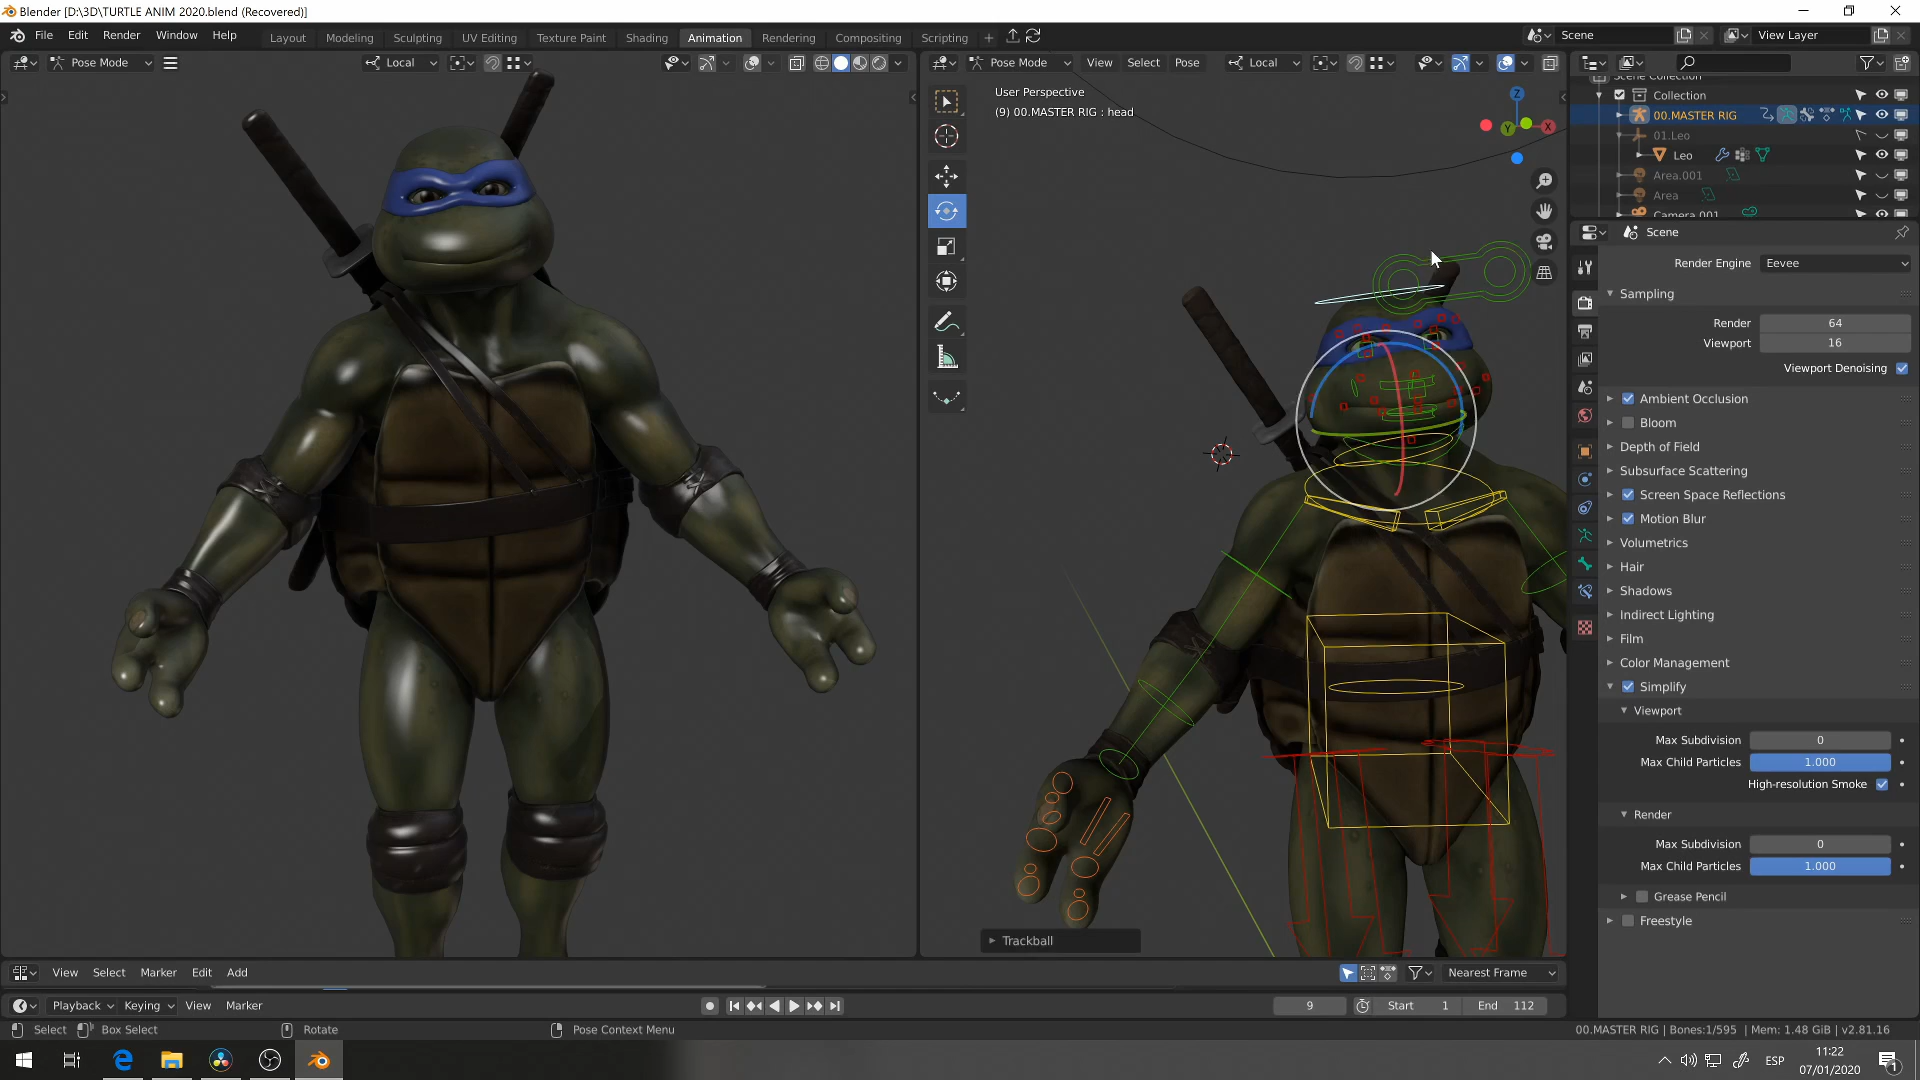 Blender [D:\3D\TURTLE ANIM 2020.blend (Recovered)]
File Edit Render Window Help
Layout Modeling Sculpting UV Editing Texture Paint Shading Animation Rendering Compositing Scripting
Scene
View Layer
Pose Mode
Local
Pose Mode View Select Pose
Local
User Perspective
(9) 00.MASTER RIG : head
Z
X
Y
Scene Collection
Collection
00.MASTER RIG
01.Leo
Leo
Area.001
Area
Camera.001
Scene
Render Engine Eevee
Sampling
Render 64
Viewport 16
Viewport Denoising
Ambient Occlusion
Bloom
Depth of Field
Subsurface Scattering
Screen Space Reflections
Motion Blur
Volumetrics
Hair
Shadows
Indirect Lighting
Film
Color Management
Simplify
Viewport
Max Subdivision 0
Max Child Particles 1.000
High-resolution Smoke
Render
Max Subdivision 0
Max Child Particles 1.000
Grease Pencil
Freestyle
Trackball
View Select Marker Edit Add
Nearest Frame
Playback Keying View Marker
9
Start 1
End 112
Select Box Select Rotate Pose Context Menu
00.MASTER RIG | Bones:1/595 | Mem: 1.48 GiB | v2.81.16
ESP
11:22
07/01/2020
1